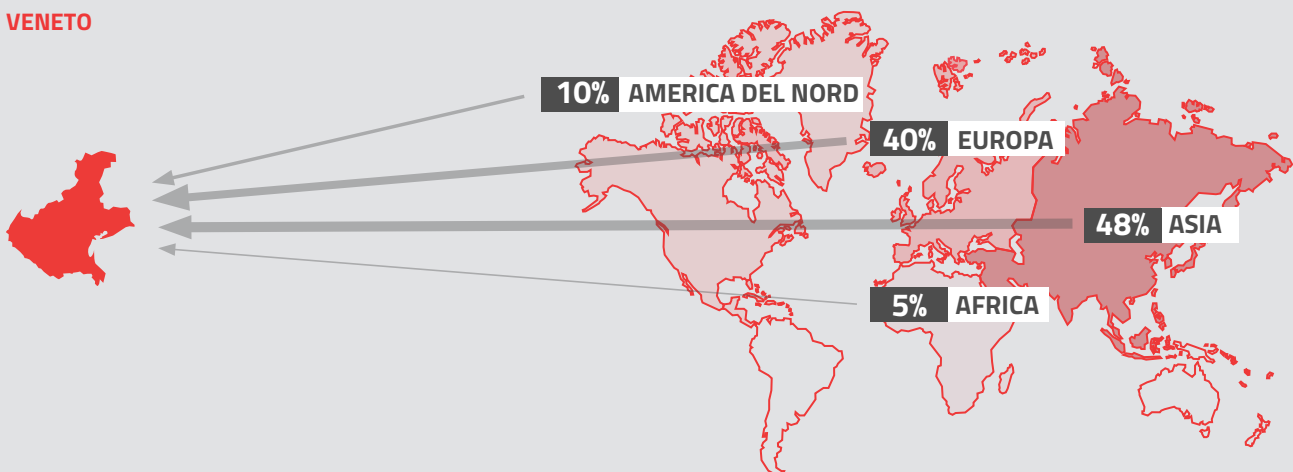 VENETO
10% AMERICA DEL NORD
40% EUROPA
48% ASIA
5% AFRICA